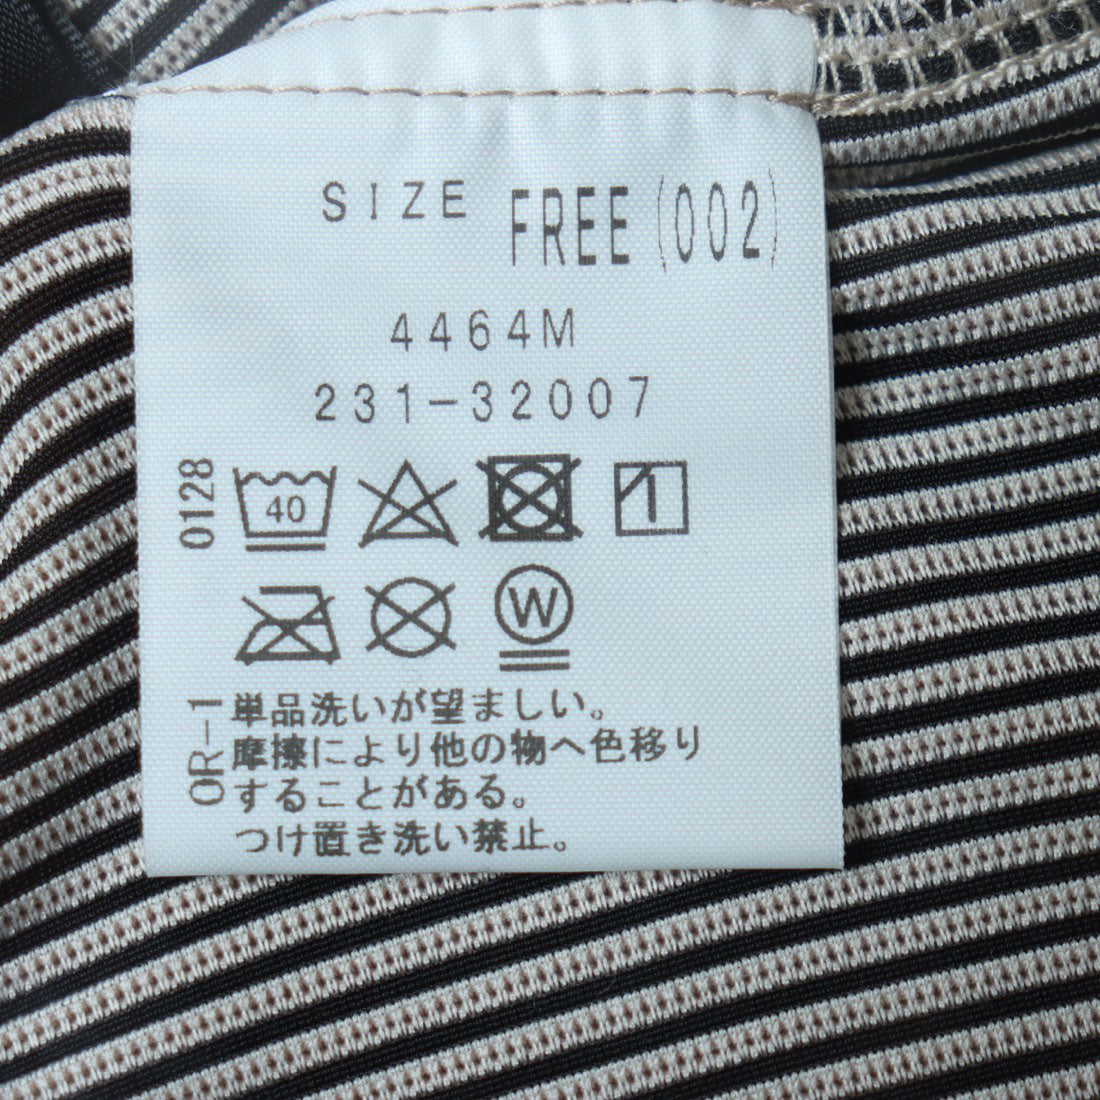 SIZE FREE (002)
4464M
231-32007
0128
40
1
W
OR-1
単品洗いが望ましい。
摩擦により他の物へ色移り
することがある。
つけ置き洗い禁止。